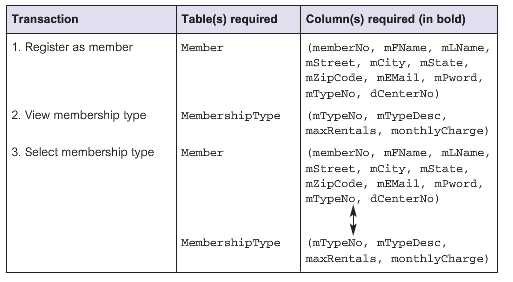 Transaction Table(s) required Column(s) required (in bold)
1. Register as member Member (memberNo, mFName, mLName,
mStreet, mCity, mState,
mZipCode, mEMail, mPword,
mTypeNo, dCenterNo)
2. View membership type MembershipType (mTypeNo, mTypeDesc,
maxRentals, monthlyCharge)
3. Select membership type Member (memberNo, mFName, mLName,
mStreet, mCity, mState,
mZipCode, mEMail, mPword,
mTypeNo, dCenterNo)
MembershipType (mTypeNo, mTypeDesc,
maxRentals, monthlyCharge)